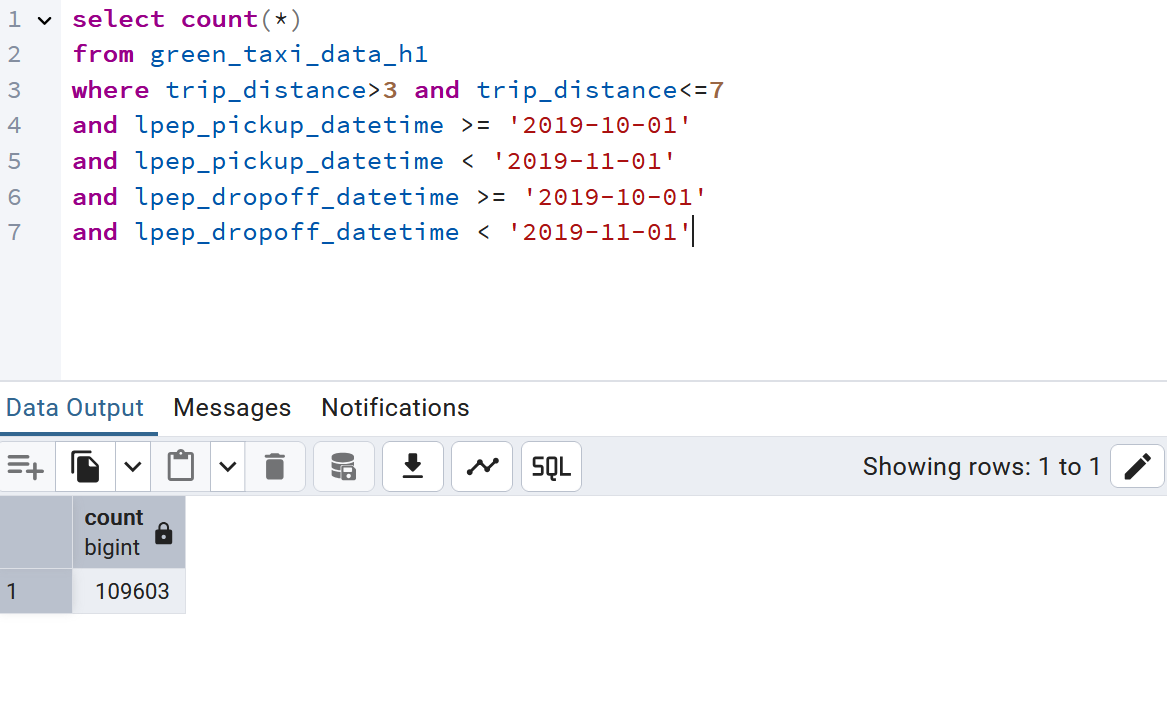 1 select count(*)
2 from green_taxi_data_h1
3 where trip_distance>3 and trip_distance<=7
4 and lpep_pickup_datetime >= '2019-10-01'
5 and lpep_pickup_datetime < '2019-11-01'
6 and lpep_dropoff_datetime >= '2019-10-01'
7 and lpep_dropoff_datetime < '2019-11-01'
Data Output Messages Notifications
SQL Showing rows: 1 to 1
count
bigint
1 109603